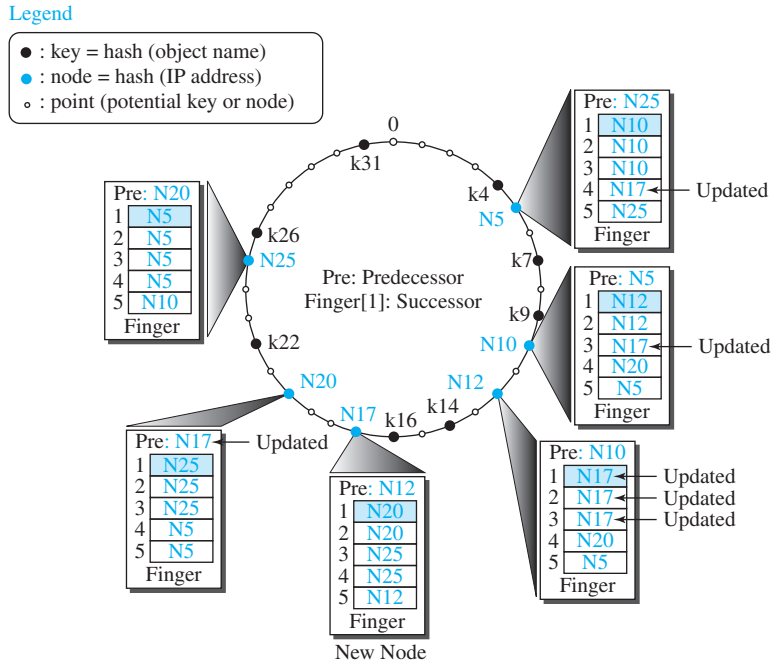 Legend
: key = hash (object name)
: node = hash (IP address)
: point (potential key or node)
0
k31
k4
N5
k7
k9
N10
N12
k14
k16
N17
N20
k22
N25
k26
Pre: Predecessor
Finger[1]: Successor
Pre: N25
1 N10
2 N10
3 N10
4 N17 Updated
5 N25
Finger
Pre: N5
1 N12
2 N12
3 N17 Updated
4 N20
5 N5
Finger
Pre: N10
1 N17 Updated
2 N17 Updated
3 N17 Updated
4 N20
5 N5
Finger
Pre: N12
1 N20
2 N20
3 N25
4 N25
5 N12
Finger
New Node
Pre: N17 Updated
1 N25
2 N25
3 N25
4 N5
5 N5
Finger
Pre: N20
1 N5
2 N5
3 N5
4 N5
5 N10
Finger